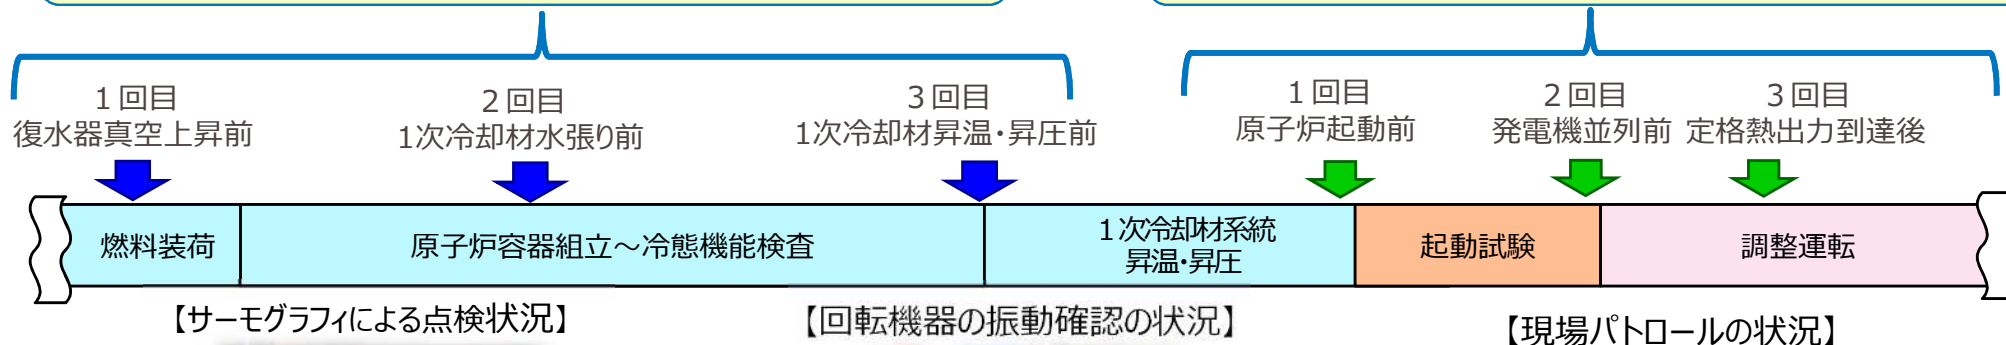 1回目
復水器真空上昇前
2回目
1次冷却材水張り前
3回目
1次冷却材昇温・昇圧前
1回目
原子炉起動前
2回目
発電機並列前
3回目
定格熱出力到達後
燃料装荷
原子炉容器組立～冷態機能検査
1次冷却材系統
昇温・昇圧
起動試験
調整運転
【サーモグラフィによる点検状況】
【回転機器の振動確認の状況】
【現場パトロールの状況】